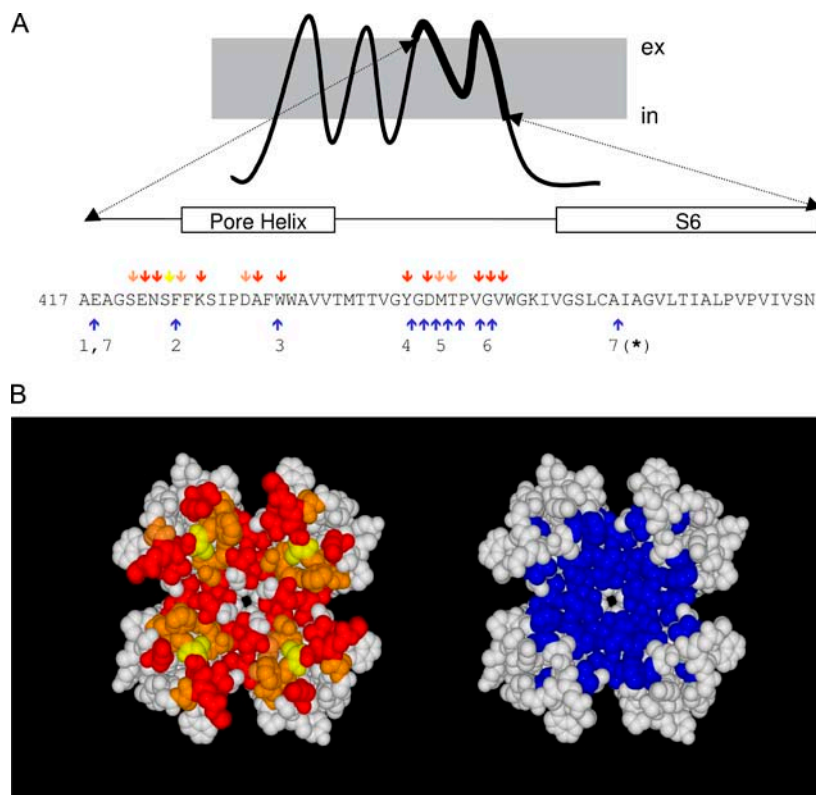 A
ex
in
Pore Helix
S6
417 AEAGSENSFFKSIPDAFWWAVVTMTTVGYGDMTPVGVWGKIVGSLCAIAGVLTIALPVPVIVSN
1,7 2 3 4 5 6 7(*)
B